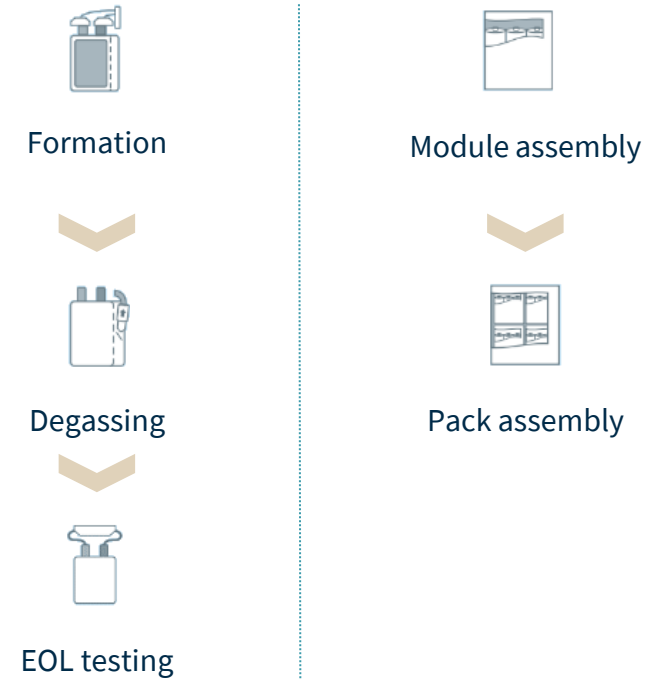 Formation
Degassing
EOL testing
Module assembly
Pack assembly